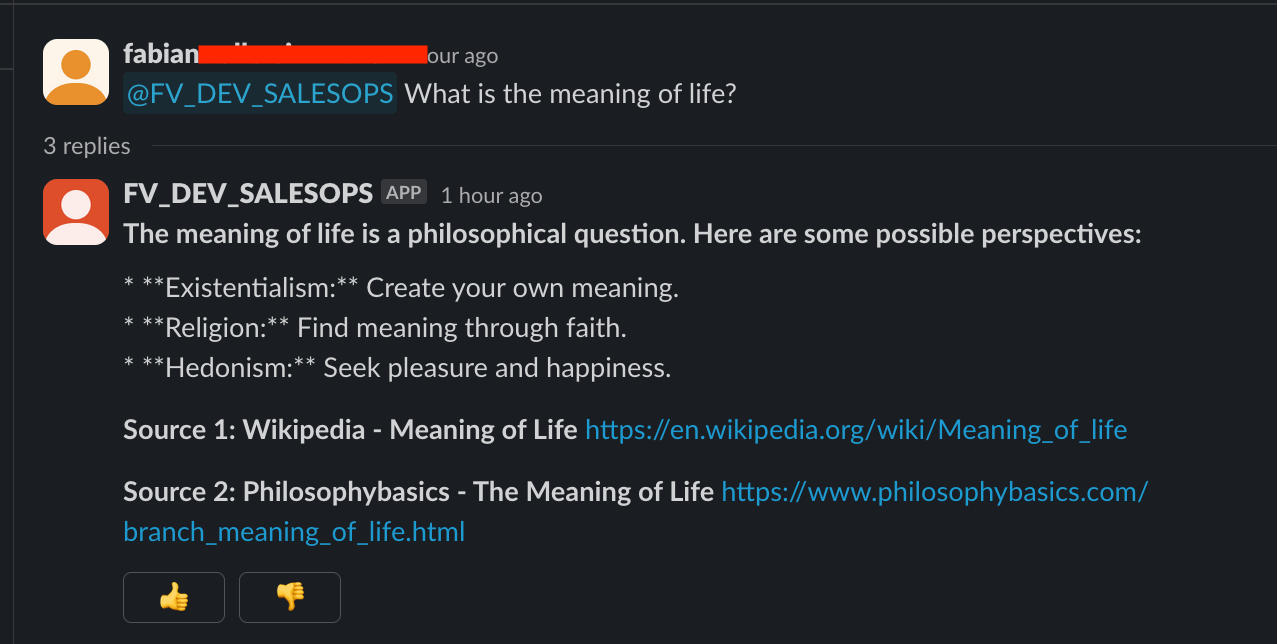 fabian our ago
@FV_DEV_SALESOPS What is the meaning of life?
3 replies
FV_DEV_SALESOPS APP 1 hour ago
The meaning of life is a philosophical question. Here are some possible perspectives:
* **Existentialism:** Create your own meaning.
* **Religion:** Find meaning through faith.
* **Hedonism:** Seek pleasure and happiness.
Source 1: Wikipedia - Meaning of Life https://en.wikipedia.org/wiki/Meaning_of_life
Source 2: Philosophybasics - The Meaning of Life https://www.philosophybasics.com/
branch_meaning_of_life.html